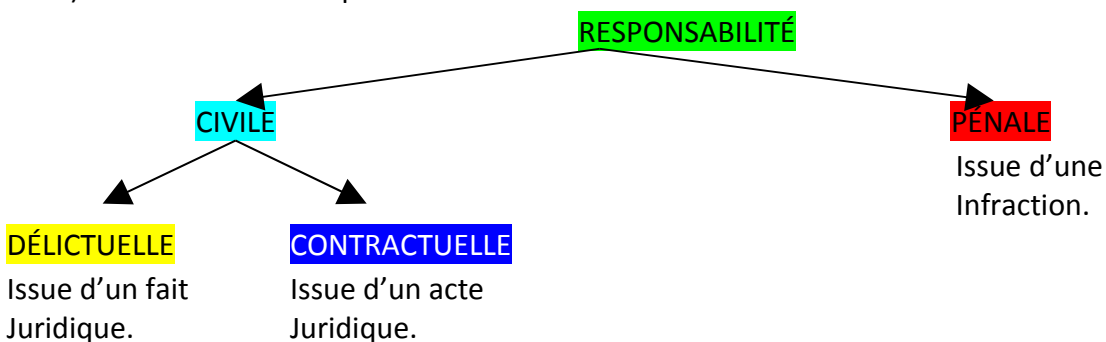 RESPONSABILITÉ
CIVILE
PÉNALE
Issue d’une
Infraction.
DÉLICTUELLE
Issue d’un fait
Juridique.
CONTRACTUELLE
Issue d’un acte
Juridique.